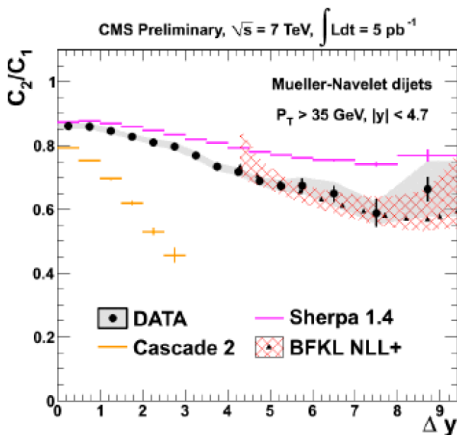 CMS Preliminary, √s = 7 TeV, ∫Ldt = 5 pb⁻¹
C₂/C₁
Mueller-Navelet dijets
P_T > 35 GeV, |y| < 4.7
1
0.8
0.6
0.4
0.2
0
DATA
Sherpa 1.4
Cascade 2
BFKL NLL+
0 1 2 3 4 5 6 7 8 9
Δ y